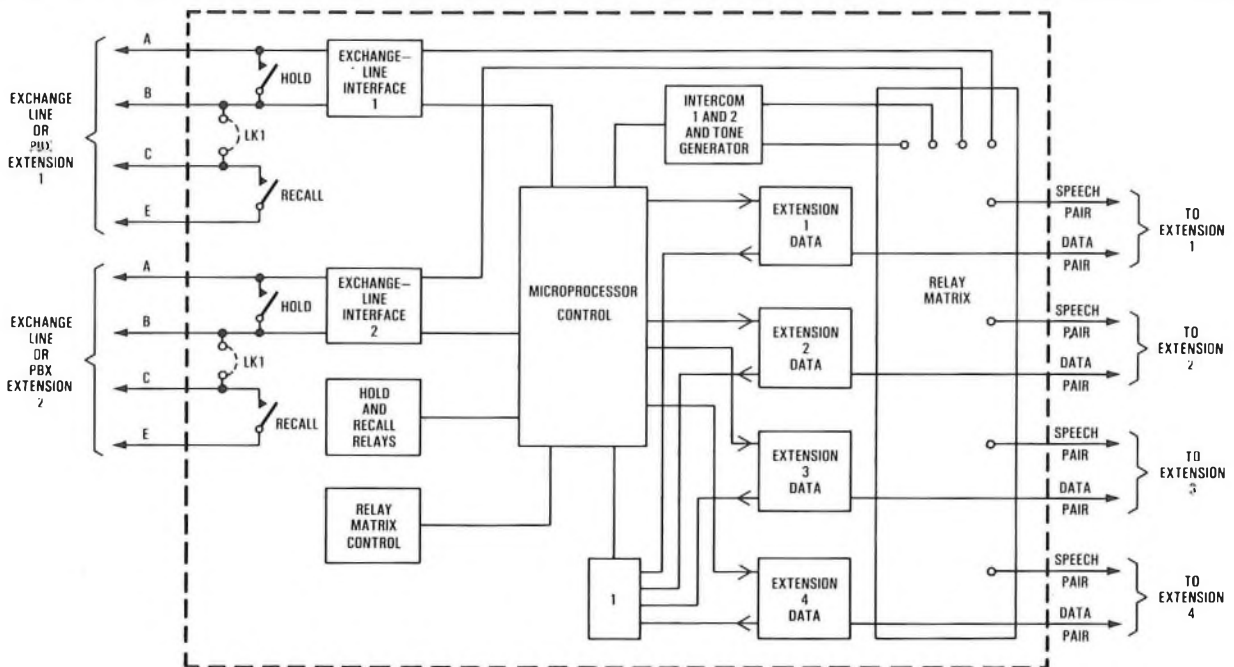 A
HOLD
B
LK1
C
RECALL
E
EXCHANGE
LINE
OR
PBX
EXTENSION
1
EXCHANGE–
LINE
INTERFACE
1
A
HOLD
B
LK1
C
RECALL
E
EXCHANGE
LINE
OR
PBX
EXTENSION
2
EXCHANGE–
LINE
INTERFACE
2
HOLD
AND
RECALL
RELAYS
RELAY
MATRIX
CONTROL
MICROPROCESSOR
CONTROL
1
INTERCOM
1 AND 2
AND TONE
GENERATOR
EXTENSION
1
DATA
EXTENSION
2
DATA
EXTENSION
3
DATA
EXTENSION
4
DATA
RELAY
MATRIX
SPEECH
PAIR
DATA
PAIR
TO
EXTENSION
1
SPEECH
PAIR
DATA
PAIR
TO
EXTENSION
2
SPEECH
PAIR
DATA
PAIR
TO
EXTENSION
3
SPEECH
PAIR
DATA
PAIR
TO
EXTENSION
4